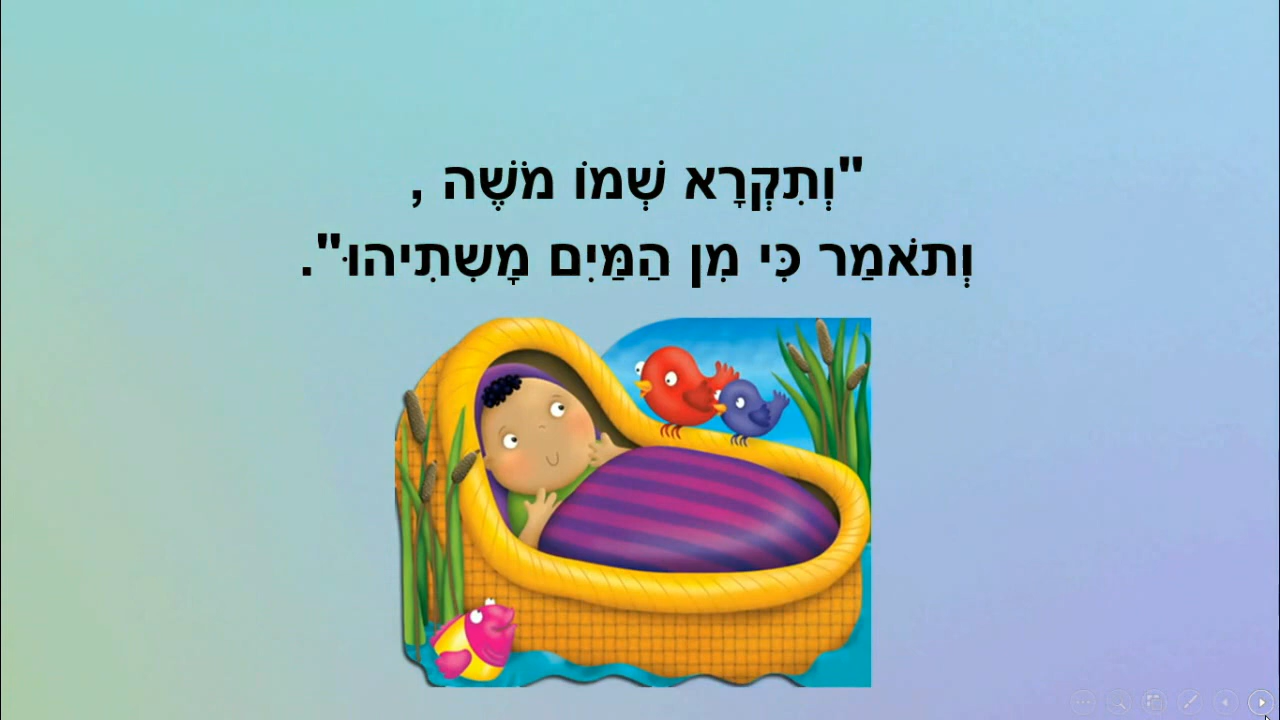 "וְתִקְרָא שְׁמוֹ מֹשֶׁה ,
וְתֹאמַר כִּי מִן הַמַּיִם מָשִתִיהוּ".